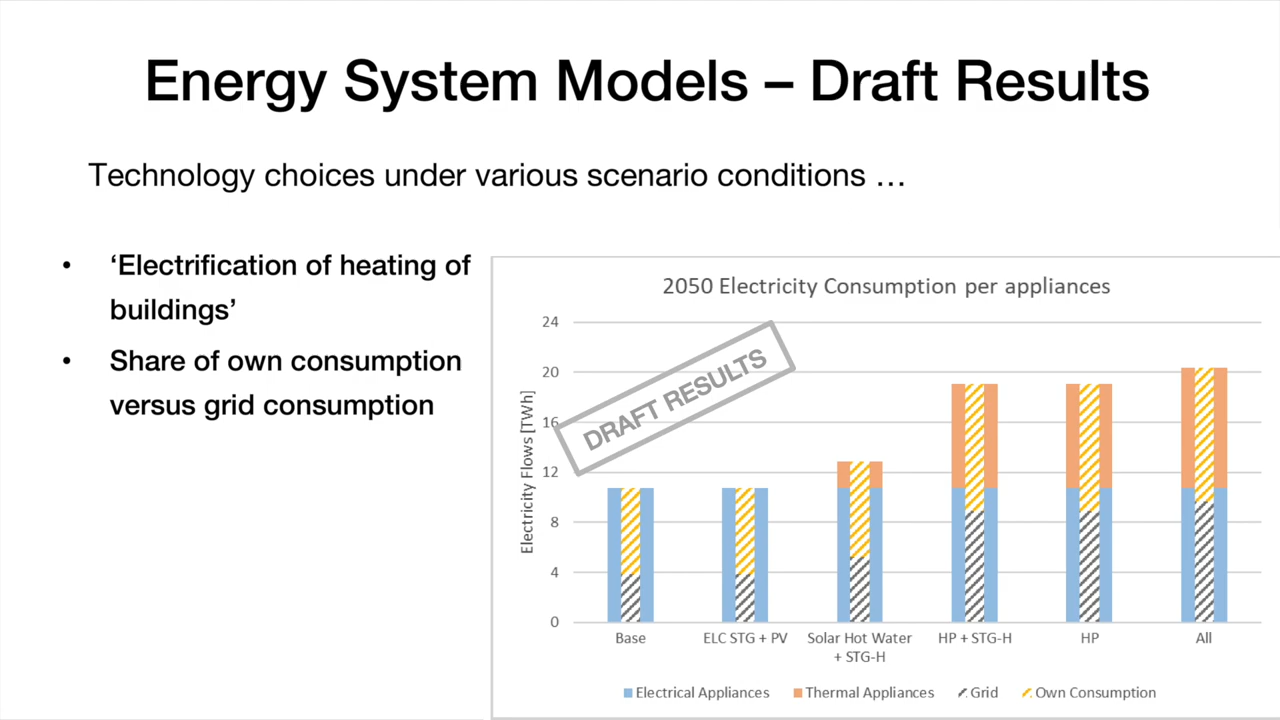 Energy System Models – Draft Results
Technology choices under various scenario conditions …
• ‘Electrification of heating of
buildings’
• Share of own consumption
versus grid consumption
2050 Electricity Consumption per appliances
DRAFT RESULTS
Electricity Flows [TWh]
24
20
16
12
8
4
0
Base
ELC STG + PV
Solar Hot Water
+ STG-H
HP + STG-H
HP
All
Electrical Appliances
Thermal Appliances
Grid
Own Consumption